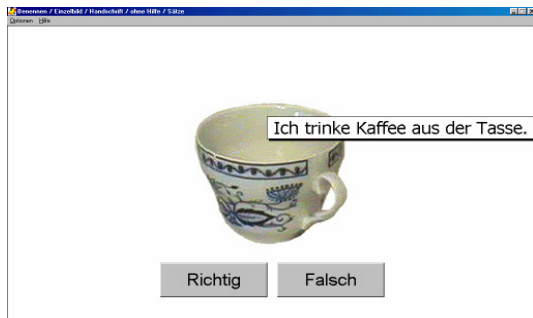 Benennen / Einzelbild / Handschrift / ohne Hilfe / Sätze
Optionen Hilfe
Ich trinke Kaffee aus der Tasse.
Richtig Falsch